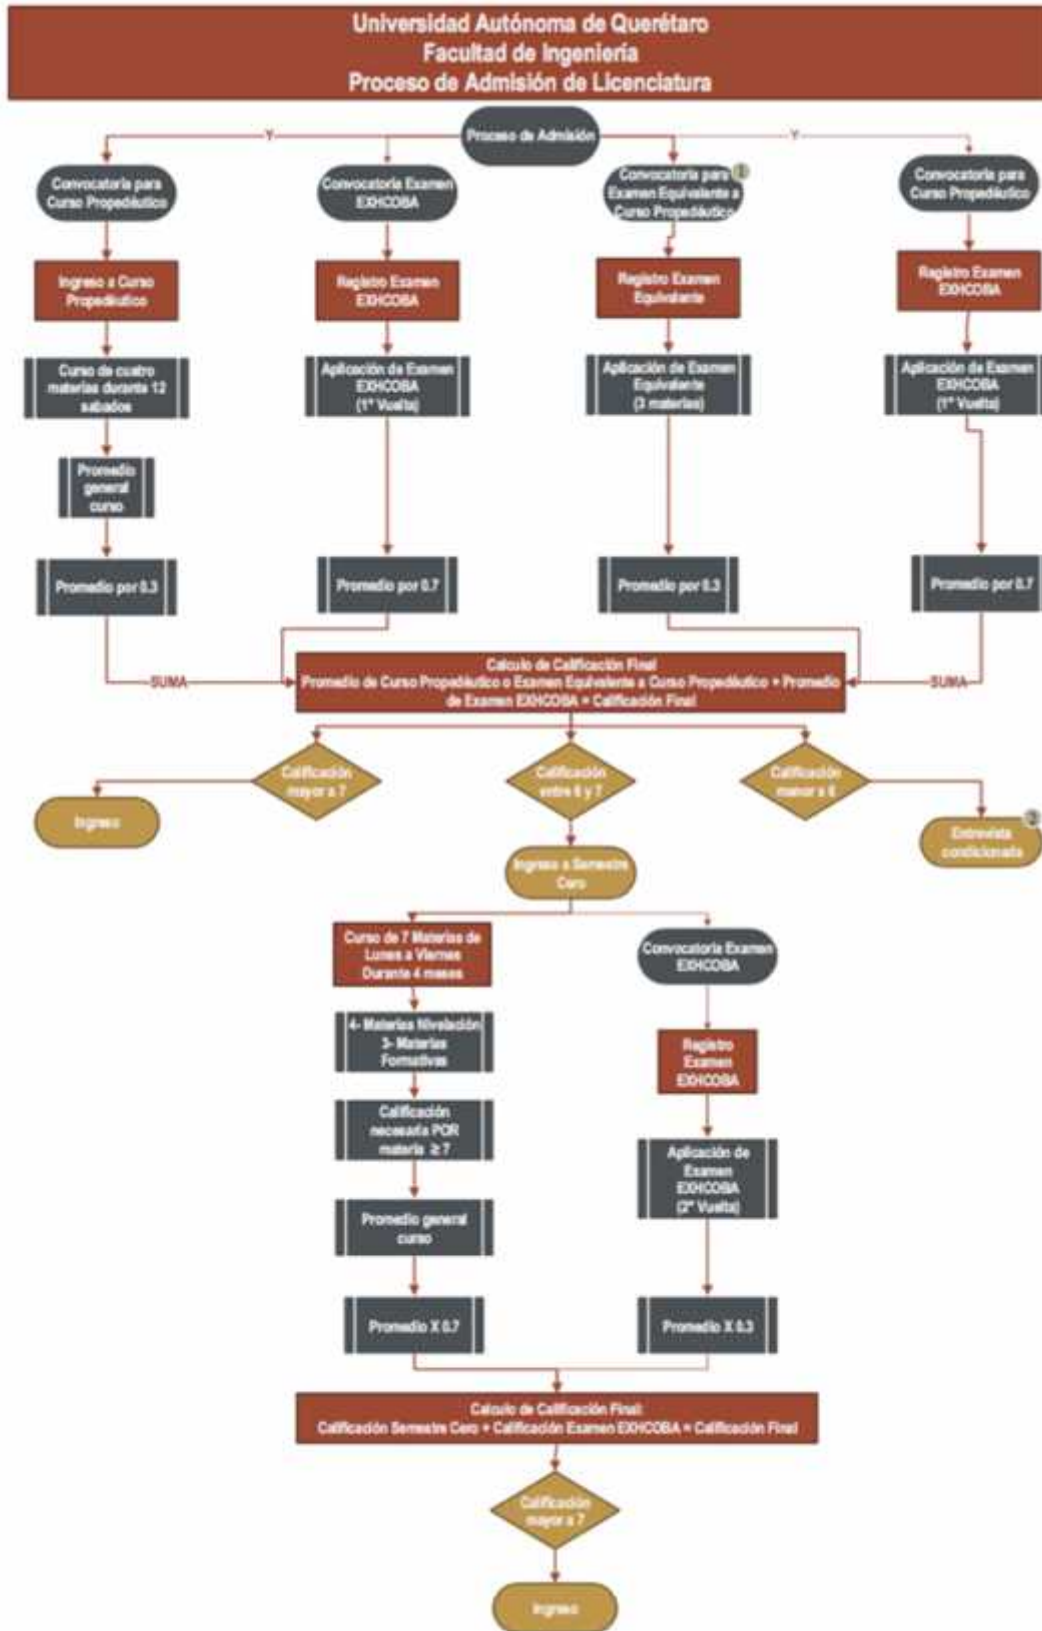 Universidad Autónoma de Querétaro
Facultad de Ingeniería
Proceso de Admisión de Licenciatura
Proceso de Admisión
Y
Y
Convocatoria para
Curso Propedéutico
Convocatoria Examen
EXHCOBA
Convocatoria para
Examen Equivalente a
Curso Propedéutico
1
Convocatoria para
Curso Propedéutico
Ingreso a Curso
Propedéutico
Registro Examen
EXHCOBA
Registro Examen
Equivalente
Registro Examen
EXHCOBA
Curso de cuatro
materias durante 12
sabados
Aplicación de Examen
EXHCOBA
(1° Vuelta)
Aplicación de Examen
Equivalente
(3 materias)
Aplicación de Examen
EXHCOBA
(1° Vuelta)
Promedio
general
curso
Promedio por 0.3
Promedio por 0.7
Promedio por 0.3
Promedio por 0.7
SUMA
SUMA
Calculo de Calificación Final
Promedio de Curso Propedéutico o Examen Equivalente a Curso Propedéutico + Promedio
de Examen EXHCOBA = Calificación Final
Calificación
mayor a 7
Calificación
entre 6 y 7
Calificación
menor a 6
Ingreso
Entrevista
condicionada
2
Ingreso a Semestre
Cero
Curso de 7 Materias de
Lunes a Viernes
Durante 4 meses
Convocatoria Examen
EXHCOBA
4- Materias Nivelación
3- Materias
Formativas
Registro
Examen
EXHCOBA
Calificación
necesaria POR
materia ≥ 7
Aplicación de
Examen
EXHCOBA
(2° Vuelta)
Promedio general
curso
Promedio X 0.7
Promedio X 0.3
Calculo de Calificación Final:
Calificación Semestre Cero + Calificación Examen EXHCOBA = Calificación Final
Calificación
mayor a 7
Ingreso